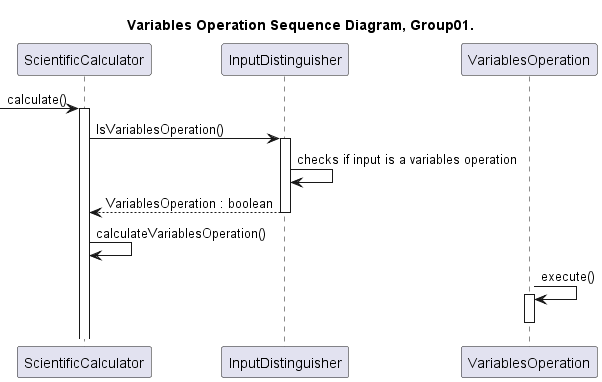 Variables Operation Sequence Diagram, Group01.
ScientificCalculator InputDistinguisher VariablesOperation
calculate()
IsVariablesOperation()
checks if input is a variables operation
VariablesOperation : boolean
calculateVariablesOperation()
execute()
ScientificCalculator InputDistinguisher VariablesOperation